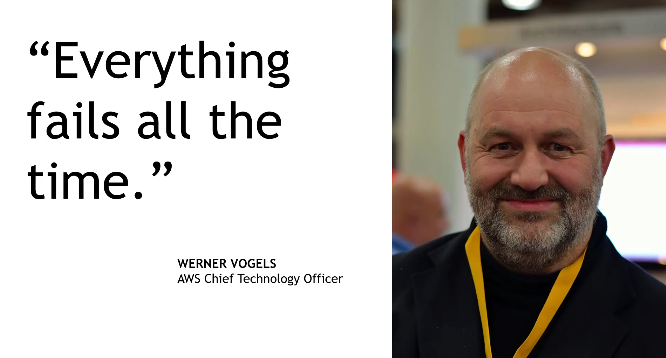 “Everything
fails all the
time.”
WERNER VOGELS
AWS Chief Technology Officer